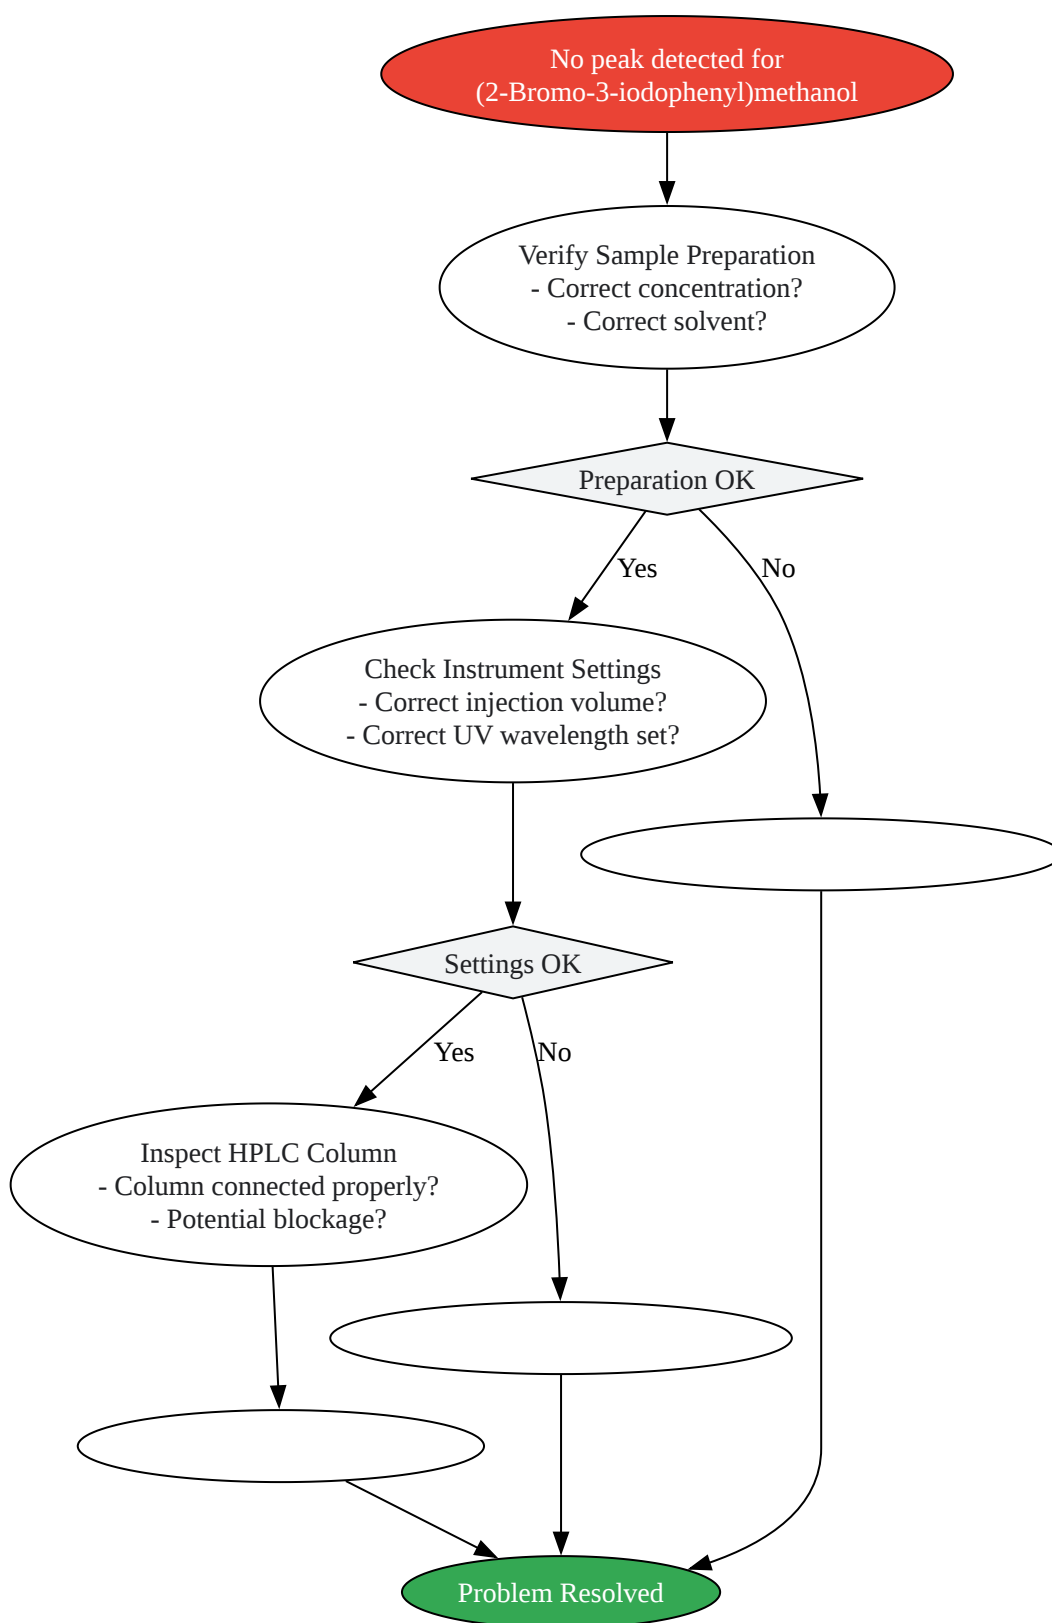 No peak detected for
(2-Bromo-3-iodophenyl)methanol
Verify Sample Preparation
- Correct concentration?
- Correct solvent?
Preparation OK
Yes
No
Check Instrument Settings
- Correct injection volume?
- Correct UV wavelength set?
Settings OK
Yes
No
Inspect HPLC Column
- Column connected properly?
- Potential blockage?
Problem Resolved